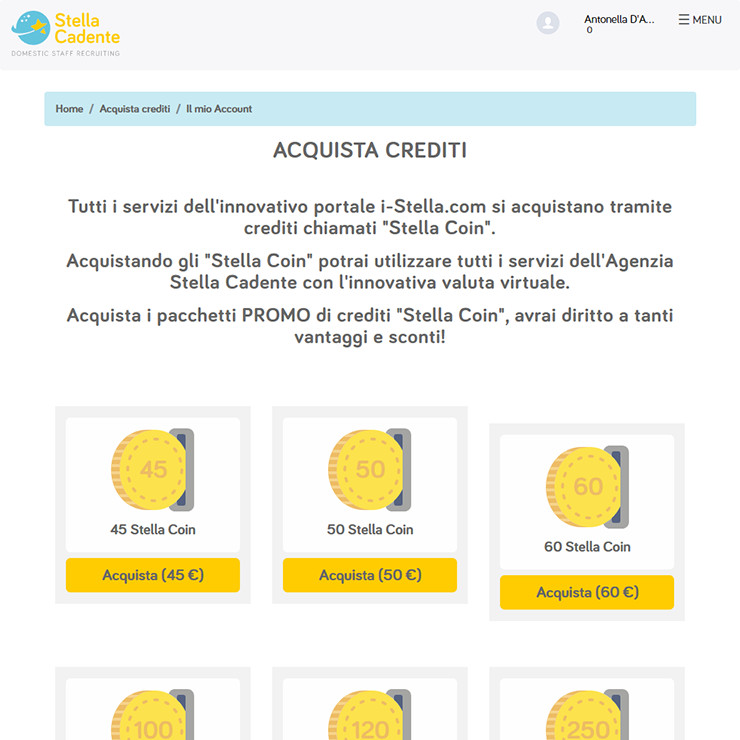 Stella
Cadente
DOMESTIC STAFF RECRUITING
Antonella D'A...
0
MENU
Home / Acquista crediti / Il mio Account
ACQUISTA CREDITI
Tutti i servizi dell'innovativo portale i-Stella.com si acquistano tramite
crediti chiamati "Stella Coin".
Acquistando gli "Stella Coin" potrai utilizzare tutti i servizi dell'Agenzia
Stella Cadente con l'innovativa valuta virtuale.
Acquista i pacchetti PROMO di crediti "Stella Coin", avrai diritto a tanti
vantaggi e sconti!
45
45 Stella Coin
Acquista (45 €)
50
50 Stella Coin
Acquista (50 €)
60
60 Stella Coin
Acquista (60 €)
100
120
250